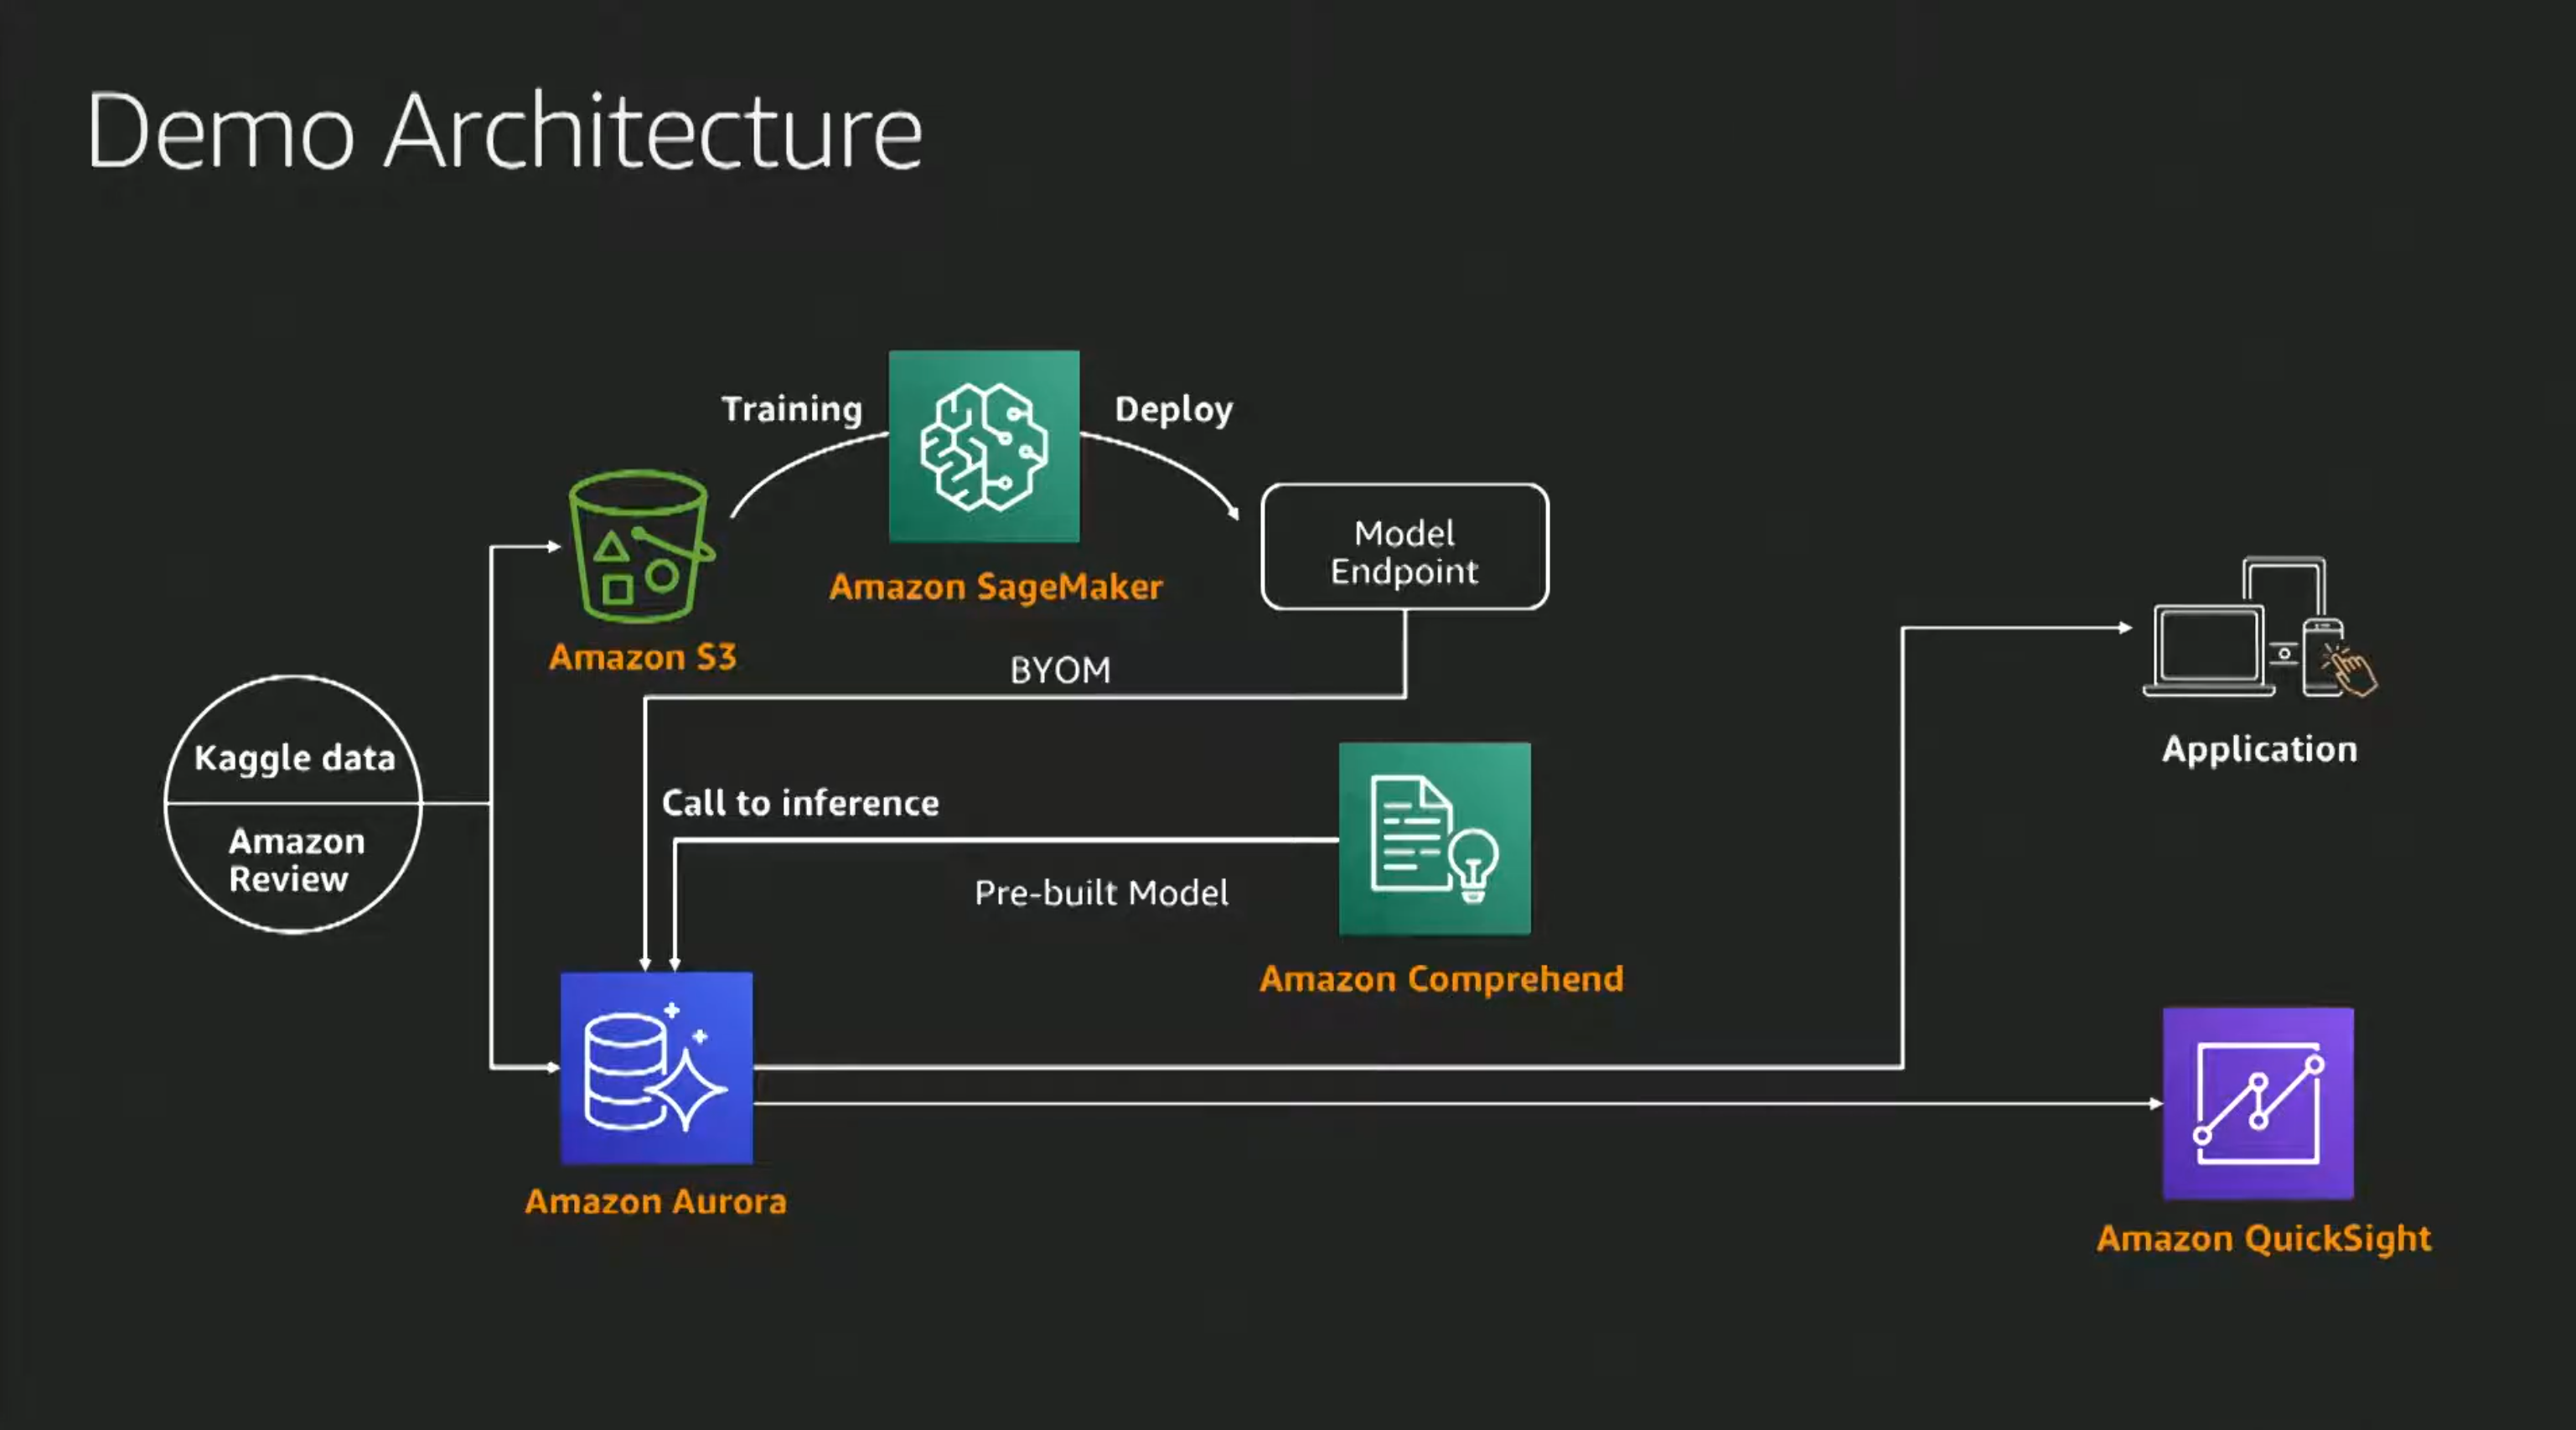 Demo Architecture
Training
Deploy
Model
Endpoint
Amazon SageMaker
Amazon S3
BYOM
Kaggle data
Amazon
Review
Call to inference
Pre-built Model
Amazon Comprehend
Application
Amazon Aurora
Amazon QuickSight